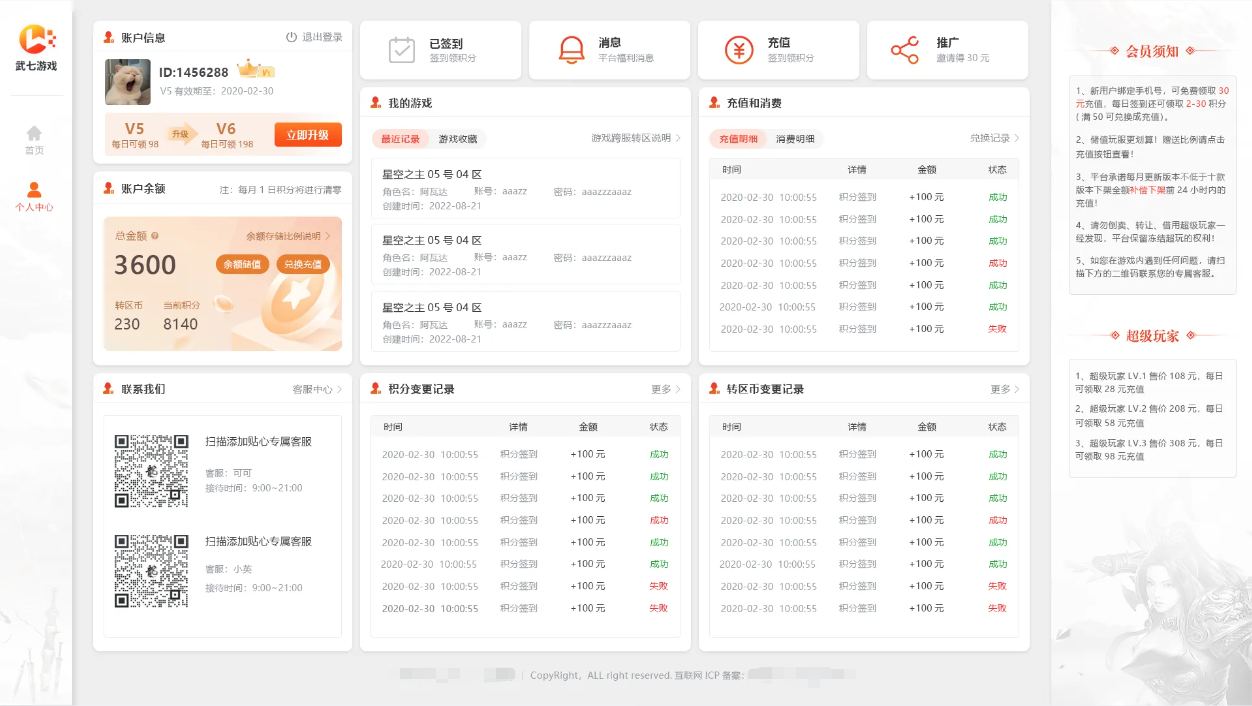 武七游戏
首页
个人中心
账户信息
退出登录
ID:1456288
V5
V5 有效期至：2020-02-30
V5 升级 V6
每日可领 98 每日可领 198
立即升级
账户余额
注：每月 1 日积分将进行清零
总金额
余额存储比例说明
3600
余额储值 兑换充值
转区币 当前积分
230 8140
联系我们
客服中心
扫描添加贴心专属客服
客服：可可
接待时间：9:00~21:00
扫描添加贴心专属客服
客服：小英
接待时间：9:00~21:00
已签到
签到领积分
消息
平台福利消息
充值
签到领积分
推广
邀请得 30 元
我的游戏
最近记录 游戏收藏
游戏跨服转区说明
星空之主 05 号 04 区
角色名：阿瓦达 账号：aaazz 密码：aaazzzaaaz
创建时间：2022-08-21
星空之主 05 号 04 区
角色名：阿瓦达 账号：aaazz 密码：aaazzzaaaz
创建时间：2022-08-21
星空之主 05 号 04 区
角色名：阿瓦达 账号：aaazz 密码：aaazzzaaaz
创建时间：2022-08-21
充值和消费
充值明细 消费明细
兑换记录
时间 详情 金额 状态
2020-02-30 10:00:55 积分签到 +100 元 成功
2020-02-30 10:00:55 积分签到 +100 元 成功
2020-02-30 10:00:55 积分签到 +100 元 成功
2020-02-30 10:00:55 积分签到 +100 元 成功
2020-02-30 10:00:55 积分签到 +100 元 成功
2020-02-30 10:00:55 积分签到 +100 元 成功
2020-02-30 10:00:55 积分签到 +100 元 失败
积分变更记录
更多
时间 详情 金额 状态
2020-02-30 10:00:55 积分签到 +100 元 成功
2020-02-30 10:00:55 积分签到 +100 元 成功
2020-02-30 10:00:55 积分签到 +100 元 成功
2020-02-30 10:00:55 积分签到 +100 元 成功
2020-02-30 10:00:55 积分签到 +100 元 成功
2020-02-30 10:00:55 积分签到 +100 元 成功
2020-02-30 10:00:55 积分签到 +100 元 失败
2020-02-30 10:00:55 积分签到 +100 元 失败
转区币变更记录
更多
时间 详情 金额 状态
2020-02-30 10:00:55 积分签到 +100 元 成功
2020-02-30 10:00:55 积分签到 +100 元 成功
2020-02-30 10:00:55 积分签到 +100 元 成功
2020-02-30 10:00:55 积分签到 +100 元 成功
2020-02-30 10:00:55 积分签到 +100 元 成功
2020-02-30 10:00:55 积分签到 +100 元 成功
2020-02-30 10:00:55 积分签到 +100 元 失败
2020-02-30 10:00:55 积分签到 +100 元 失败
CopyRight，ALL right reserved. 互联网 ICP 备案:
会员须知
1、新用户绑定手机号，可免费领取 30
元充值，每日签到还可领取 2-30 积分
( 满 50 可兑换成充值)。
2、储值玩服更划算！赠送比例请点击
充值按钮查看！
3、平台承诺每月更新版本不低于十款
版本下架全额补偿下架前 24 小时内的
充值！
4、请勿倒卖、转让、借用超级玩家一
经发现，平台保留冻结超玩的权利！
5、如您在游戏内遇到任何问题，请扫
描下方的二维码联系您的专属客服。
超级玩家
1、超级玩家 LV.1 售价 108 元，每日
可领取 28 元充值
2、超级玩家 LV.2 售价 208 元，每日
可领取 58 元充值
3、超级玩家 LV.3 售价 308 元，每日
可领取 98 元充值